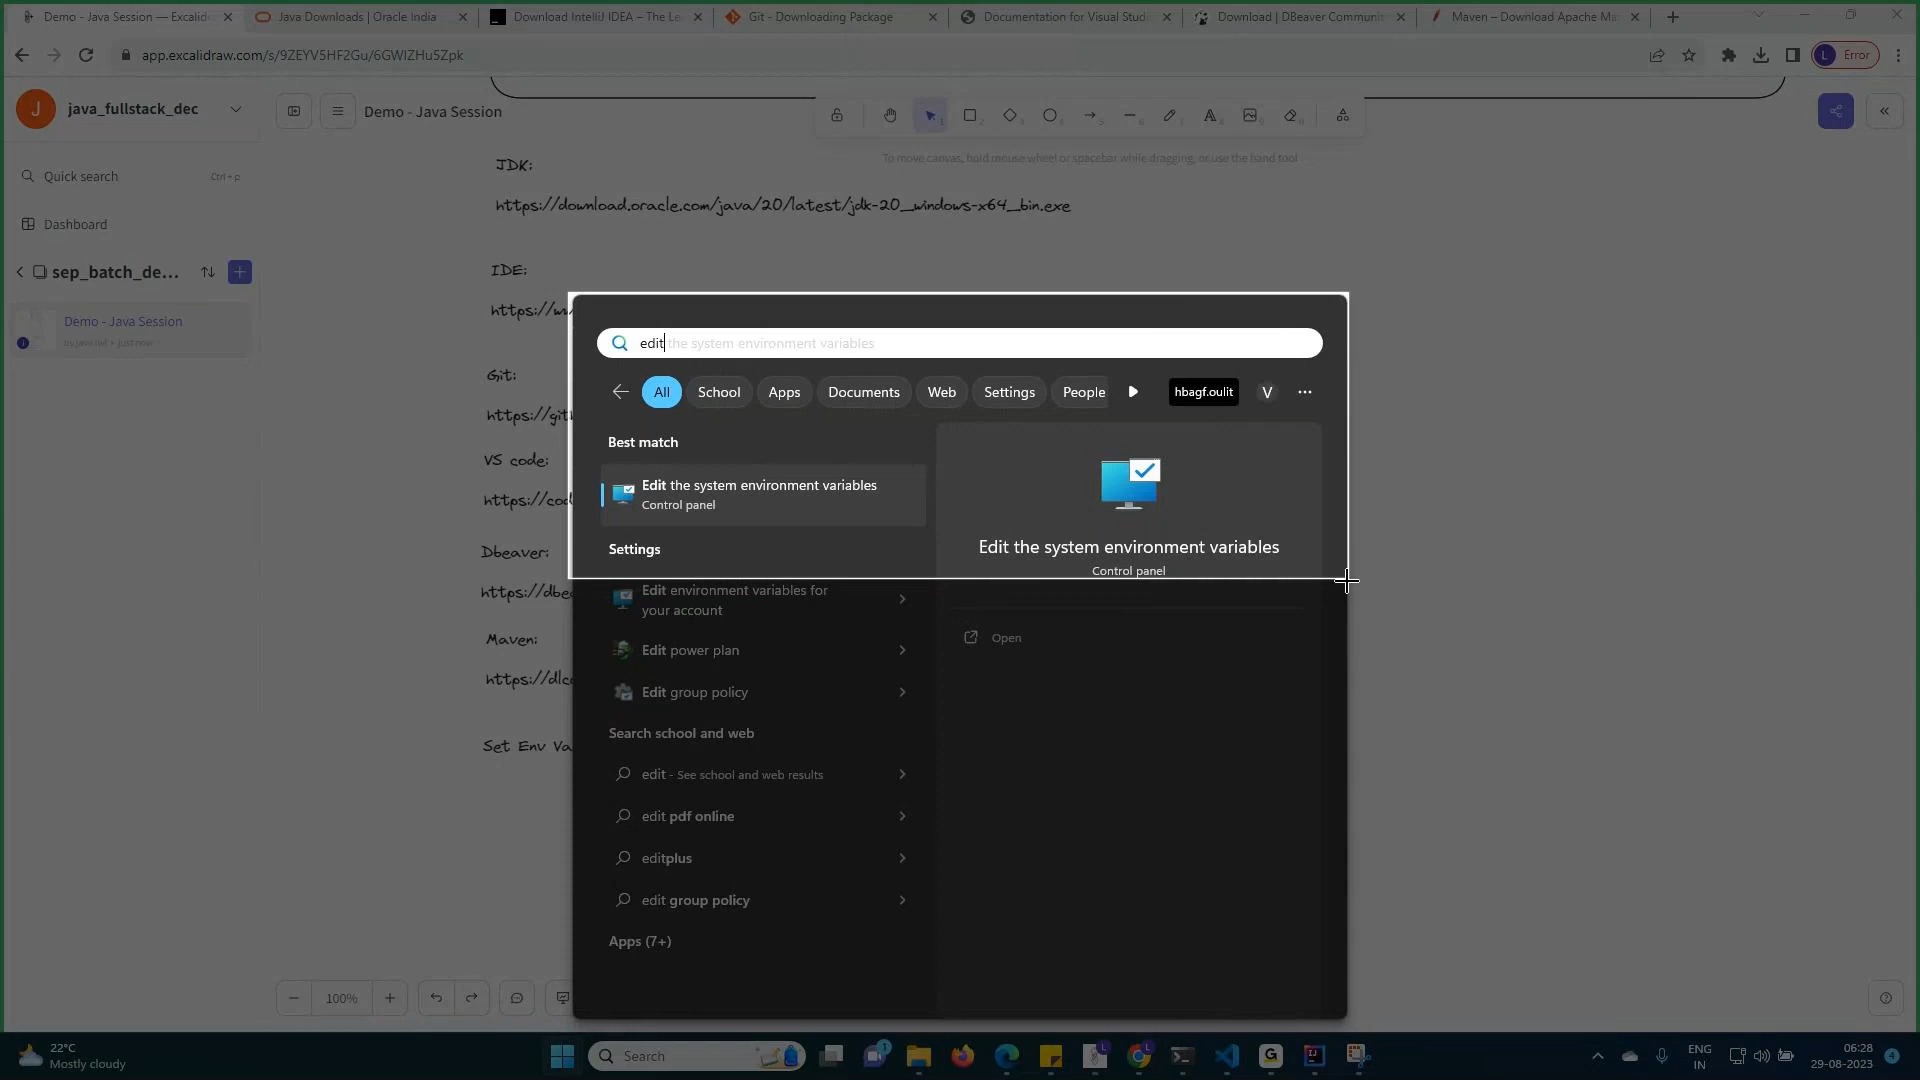 Demo - Java Session — Excalid
Java Downloads | Oracle India
Download IntelliJ IDEA – The Le
Git - Downloading Package
Documentation for Visual Studi
Download | DBeaver Communit
Maven – Download Apache Ma
app.excalidraw.com/s/9ZEYV5HF2Gu/6GWIZHu5Zpk
L
Error
J
java_fullstack_dec
Demo - Java Session
To move canvas, hold mouse wheel or spacebar while dragging, or use the hand tool
Quick search
Ctrl + p
Dashboard
sep_batch_de...
Demo - Java Session
by java.lwl • just now
JDK:
https://download.oracle.com/java/20/latest/jdk-20_windows-x64_bin.exe
IDE:
Git:
VS code:
Dbeaver:
Maven:
Set Env Va
edit the system environment variables
All
School
Apps
Documents
Web
Settings
People
hbagf.oulit
V
Best match
Edit the system environment variables
Control panel
Settings
Edit environment variables for
your account
Edit power plan
Edit group policy
Search school and web
edit - See school and web results
edit pdf online
editplus
edit group policy
Apps (7+)
Edit the system environment variables
Control panel
Open
100%
22°C
Mostly cloudy
Search
1
L
L
ENG
IN
06:28
29-08-2023
4